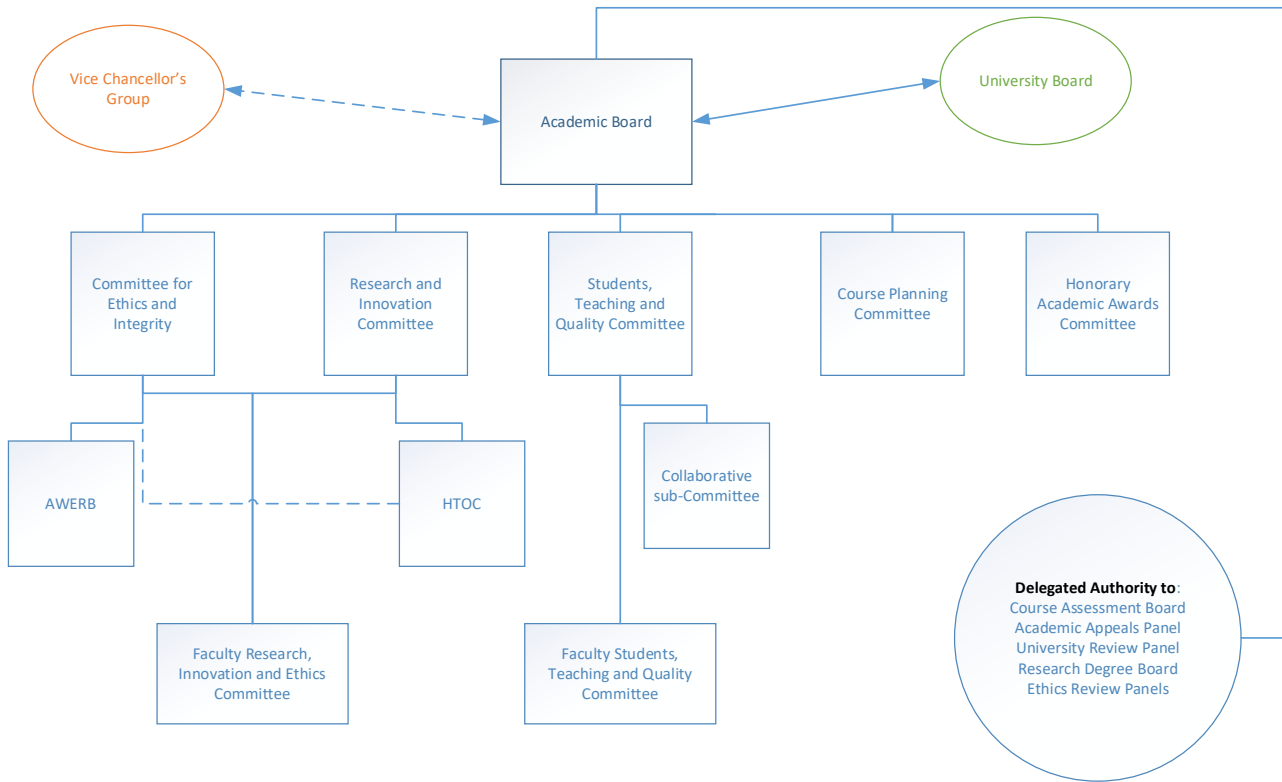 Vice Chancellor's
Group
Academic Board
University Board
Committee for
Ethics and
Integrity
Research and
Innovation
Committee
Students,
Teaching and
Quality Committee
Course Planning
Committee
Honorary
Academic Awards
Committee
AWERB
HTOC
Collaborative
sub-Committee
Faculty Research,
Innovation and Ethics
Committee
Faculty Students,
Teaching and Quality
Committee
Delegated Authority to:
Course Assessment Board
Academic Appeals Panel
University Review Panel
Research Degree Board
Ethics Review Panels